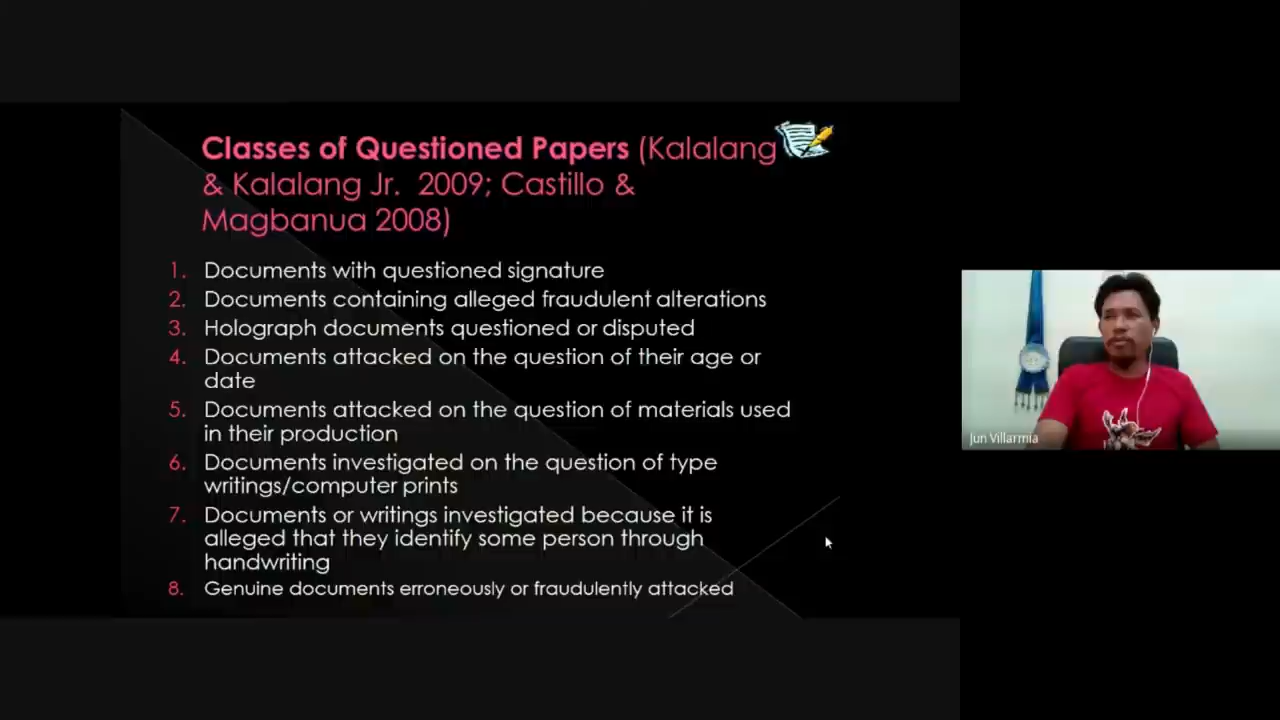 Classes of Questioned Papers (Kalalang
& Kalalang Jr.  2009; Castillo &
Magbanua 2008)
1. Documents with questioned signature
2. Documents containing alleged fraudulent alterations
3. Holograph documents questioned or disputed
4. Documents attacked on the question of their age or
date
5. Documents attacked on the question of materials used
in their production
6. Documents investigated on the question of type
writings/computer prints
7. Documents or writings investigated because it is
alleged that they identify some person through
handwriting
8. Genuine documents erroneously or fraudulently attacked
Jun Villarmia